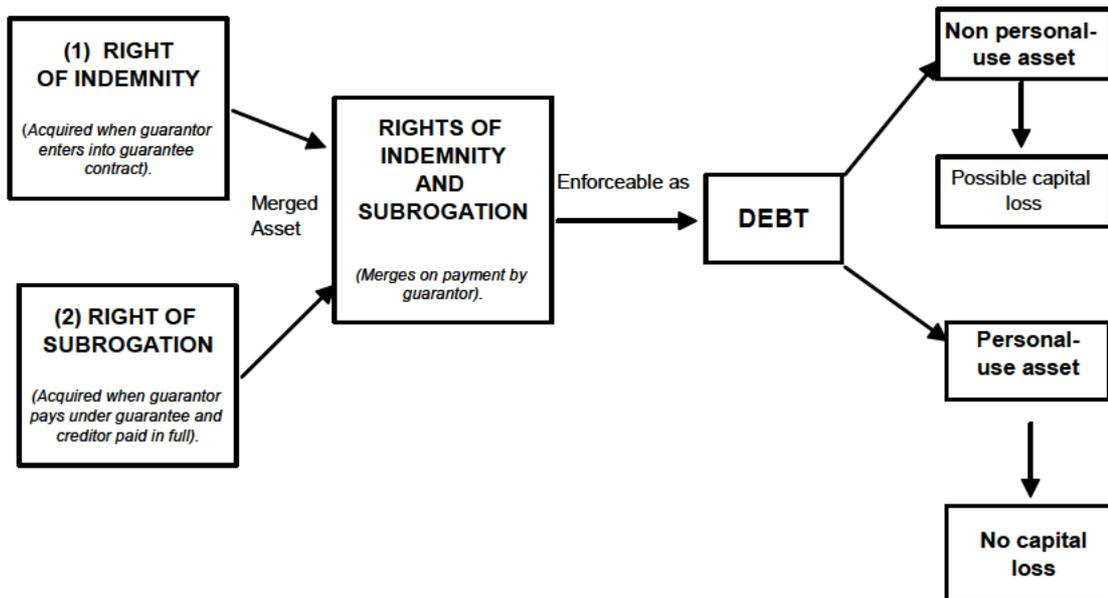 (1) RIGHT
OF INDEMNITY
(Acquired when guarantor
enters into guarantee
contract).
(2) RIGHT OF
SUBROGATION
(Acquired when guarantor
pays under guarantee and
creditor paid in full).
Merged
Asset
RIGHTS OF
INDEMNITY
AND
SUBROGATION
(Merges on payment by
guarantor).
Enforceable as
DEBT
Non personal-
use asset
Possible capital
loss
Personal-
use asset
No capital
loss